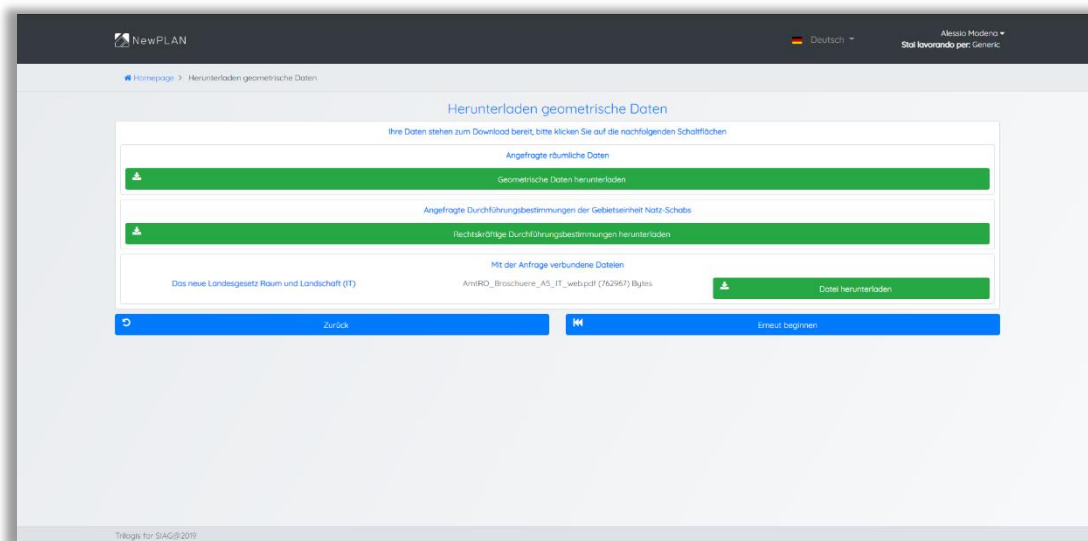 NewPLAN
Deutsch
Alessio Modena
Stai lavorando per: Generic
Homepage > Herunterladen geometrische Daten
Herunterladen geometrische Daten
Ihre Daten stehen zum Download bereit, bitte klicken Sie auf die nachfolgenden Schaltflächen
Angefragte räumliche Daten
Geometrische Daten herunterladen
Angefragte Durchführungsbestimmungen der Gebietseinheit Natz-Schabs
Rechtskräftige Durchführungsbestimmungen herunterladen
Mit der Anfrage verbundene Dateien
Das neue Landesgesetz Raum und Landschaft (IT) AmtRO_Broschuere_A5_IT_web.pdf (762967) Bytes Datei herunterladen
Zurück Erneut beginnen
Trilogis for SIAG@2019